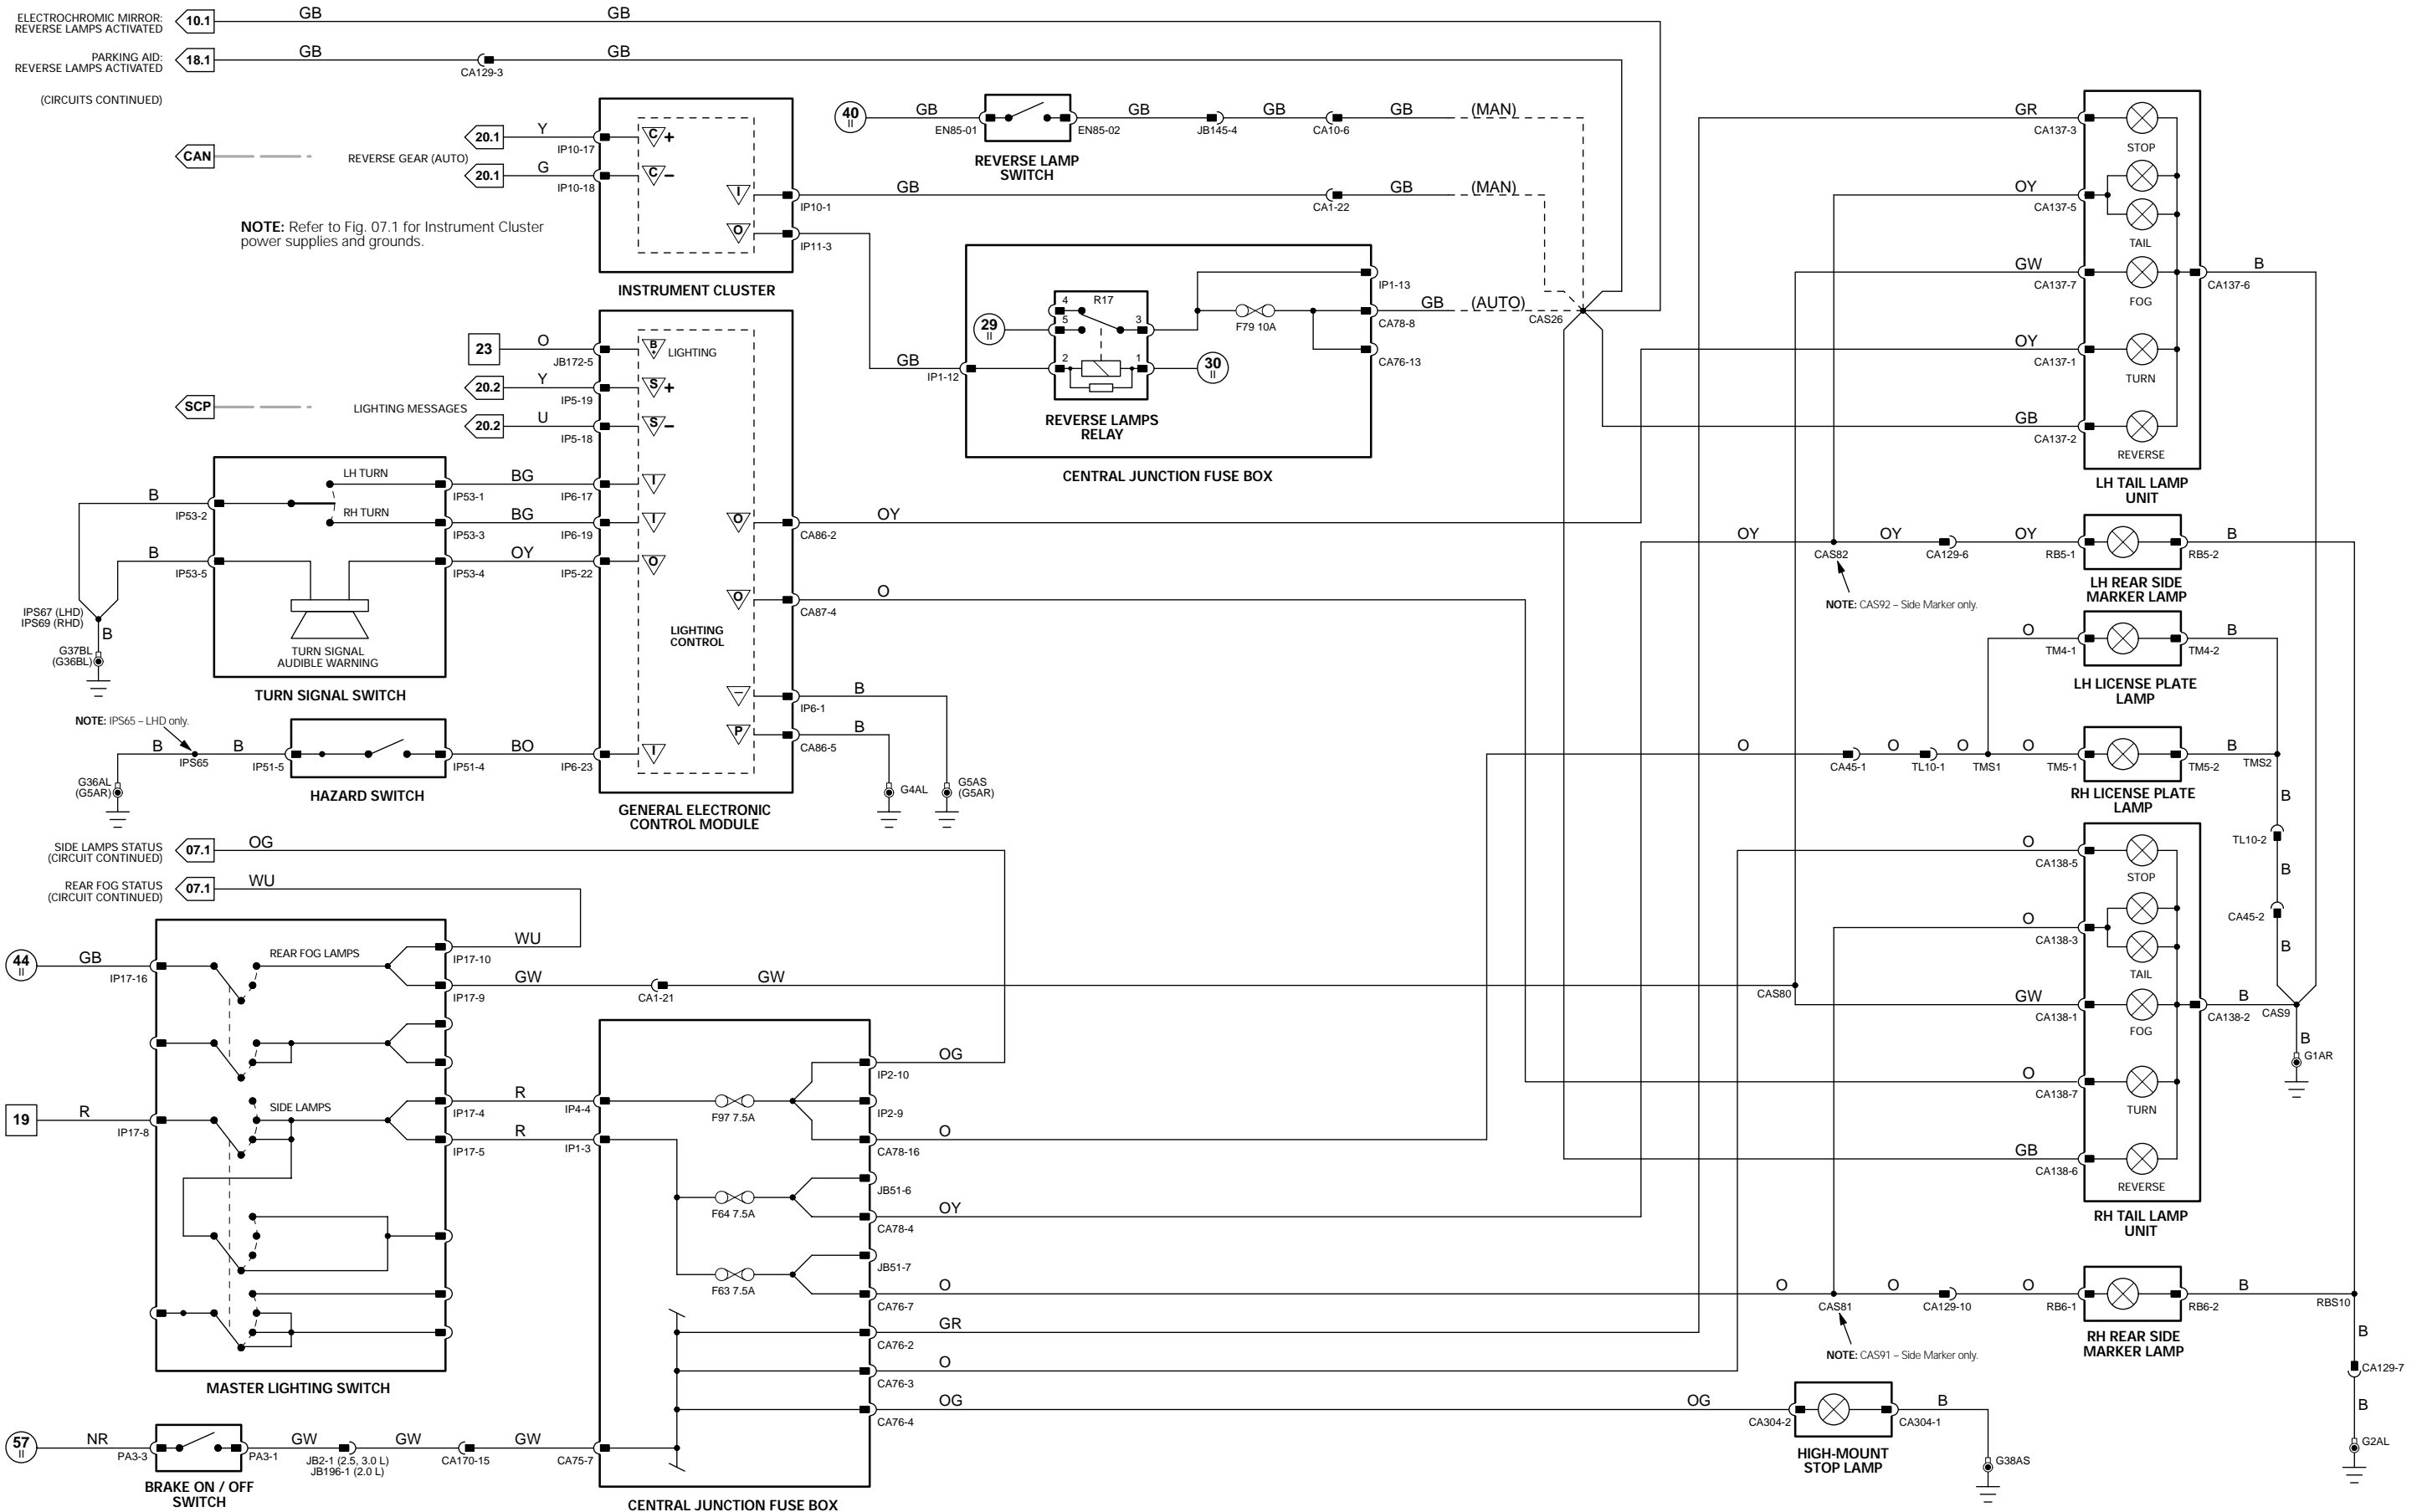 ELECTROCHROMIC MIRROR:
REVERSE LAMPS ACTIVATED
10.1
GB
GB
PARKING AID:
REVERSE LAMPS ACTIVATED
18.1
GB
CA129-3
GB
(CIRCUITS CONTINUED)
CAN
REVERSE GEAR (AUTO)
20.1
Y
IP10-17
C
+
20.1
G
IP10-18
C
–
I
IP10-1
GB
CA1-22
GB
(MAN)
O
IP11-3
INSTRUMENT CLUSTER
NOTE: Refer to Fig. 07.1 for Instrument Cluster
power supplies and grounds.
40
II
GB
EN85-01
EN85-02
GB
JB145-4
GB
CA10-6
GB
(MAN)
REVERSE LAMP
SWITCH
29
II
4
R17
5
3
2
1
30
II
GB
IP1-12
F79 10A
IP1-13
CA78-8
GB
(AUTO)
CAS26
CA76-13
REVERSE LAMPS
RELAY
CENTRAL JUNCTION FUSE BOX
23
O
JB172-5
B
+
LIGHTING
SCP
LIGHTING MESSAGES
20.2
Y
IP5-19
S
+
20.2
U
IP5-18
S
–
LH TURN
RH TURN
B
IP53-2
B
IP53-5
IP53-1
BG
IP6-17
I
IP53-3
BG
IP6-19
I
IP53-4
OY
IP5-22
O
TURN SIGNAL
AUDIBLE WARNING
TURN SIGNAL SWITCH
IPS67 (LHD)
IPS69 (RHD)
B
G37BL
(G36BL)
O
CA86-2
OY
O
CA87-4
O
LIGHTING
CONTROL
–
IP6-1
B
P
CA86-5
B
G4AL
G5AS
(G5AR)
NOTE: IPS65 – LHD only.
B
IPS65
B
IP51-5
IP51-4
BO
IP6-23
I
G36AL
(G5AR)
HAZARD SWITCH
GENERAL ELECTRONIC
CONTROL MODULE
SIDE LAMPS STATUS
(CIRCUIT CONTINUED)
07.1
OG
REAR FOG STATUS
(CIRCUIT CONTINUED)
07.1
WU
44
II
GB
IP17-16
REAR FOG LAMPS
IP17-10
WU
IP17-9
GW
CA1-21
GW
CAS80
19
R
IP17-8
SIDE LAMPS
IP17-4
R
IP4-4
IP17-5
R
IP1-3
MASTER LIGHTING SWITCH
F97 7.5A
IP2-10
OG
IP2-9
CA78-16
O
F64 7.5A
JB51-6
CA78-4
OY
F63 7.5A
JB51-7
CA76-7
O
CA76-2
GR
CA76-3
O
CA76-4
OG
57
II
NR
PA3-3
PA3-1
GW
JB2-1 (2.5, 3.0 L)
JB196-1 (2.0 L)
GW
CA170-15
GW
CA75-7
BRAKE ON / OFF
SWITCH
CENTRAL JUNCTION FUSE BOX
GR
CA137-3
STOP
OY
CA137-5
TAIL
GW
CA137-7
FOG
CA137-6
B
OY
CA137-1
TURN
GB
CA137-2
REVERSE
LH TAIL LAMP
UNIT
OY
CAS82
OY
CA129-6
OY
RB5-1
RB5-2
B
NOTE: CAS92 – Side Marker only.
LH REAR SIDE
MARKER LAMP
O
TM4-1
TM4-2
B
LH LICENSE PLATE
LAMP
O
CA45-1
O
TL10-1
O
TMS1
O
TM5-1
TM5-2
B
TMS2
RH LICENSE PLATE
LAMP
B
TL10-2
B
CA45-2
B
O
CA138-5
STOP
O
CA138-3
TAIL
GW
CA138-1
FOG
CA138-2
B
CAS9
B
G1AR
O
CA138-7
TURN
GB
CA138-6
REVERSE
RH TAIL LAMP
UNIT
O
CAS81
O
CA129-10
O
RB6-1
RB6-2
B
RBS10
NOTE: CAS91 – Side Marker only.
RH REAR SIDE
MARKER LAMP
B
CA129-7
B
G2AL
OG
CA304-2
CA304-1
B
G38AS
HIGH-MOUNT
STOP LAMP